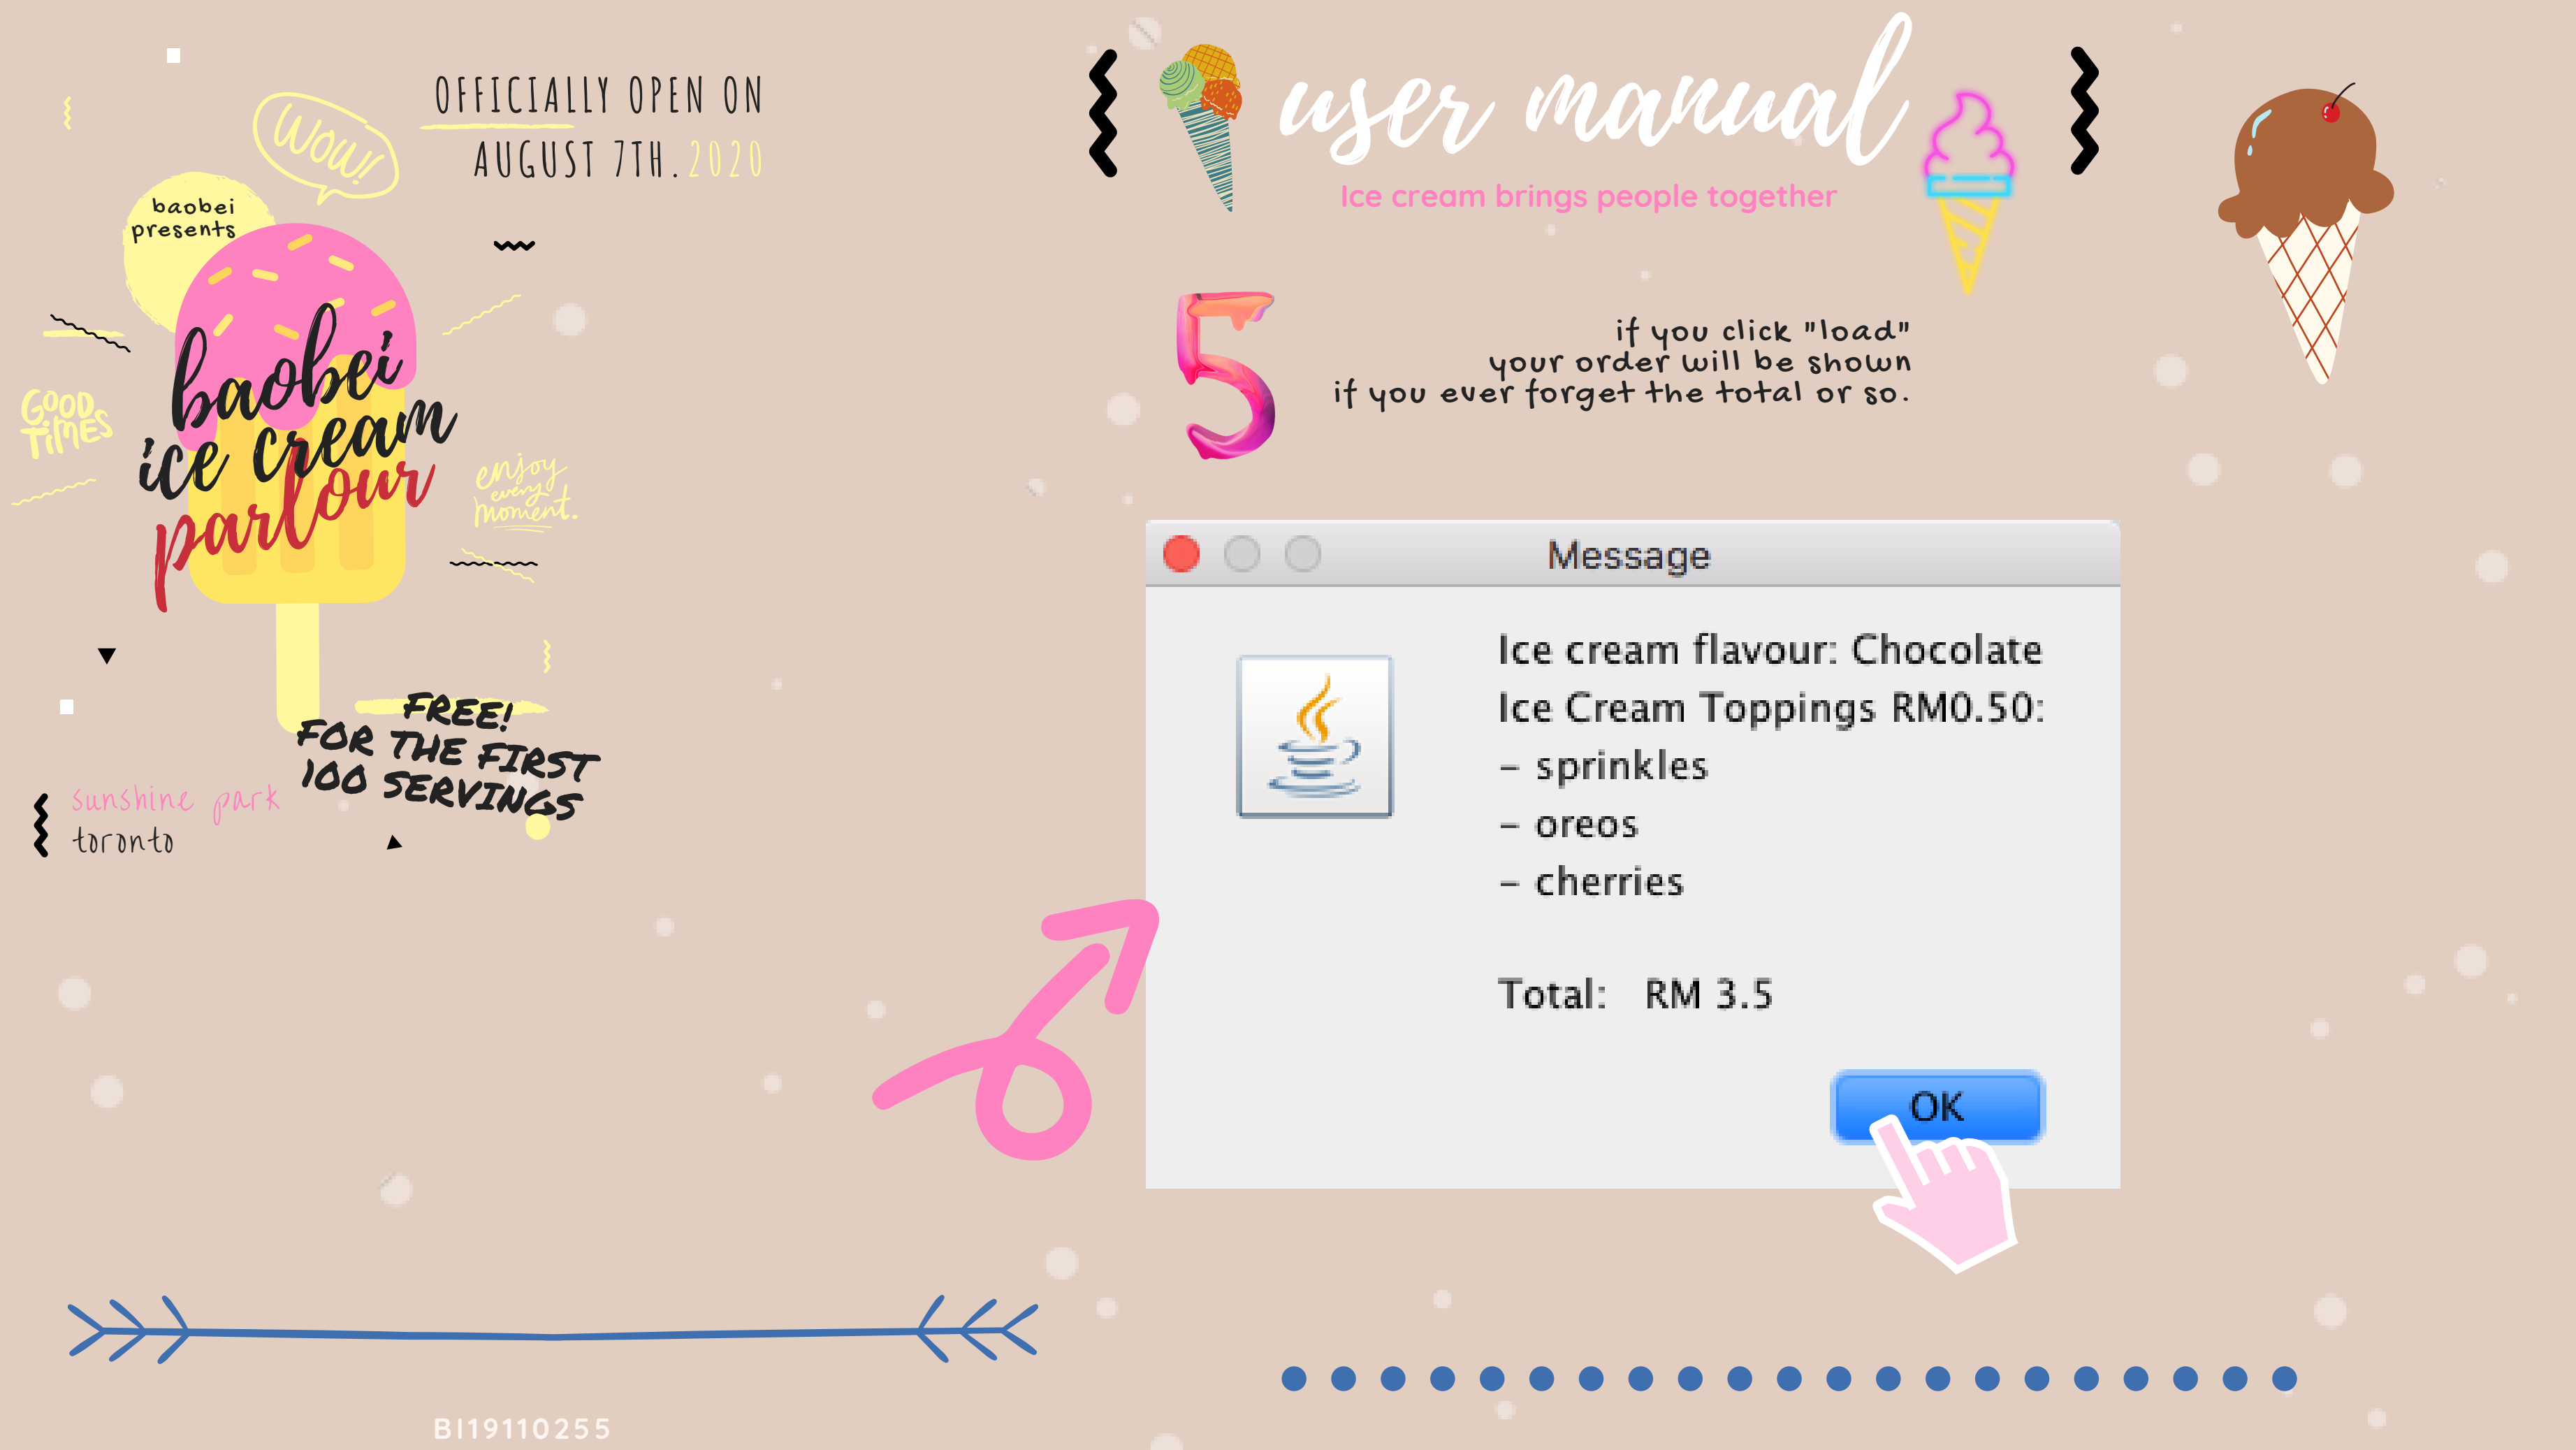 OFFICIALLY OPEN ON
AUGUST 7TH.2020
WOW!
baobei
presents
baobei
ice cream
parlour
GOOD
TIMES
enjoy
every
moment.
FREE!
FOR THE FIRST
100 SERVINGS
sunshine park
toronto
BI19110255
user manual
Ice cream brings people together
5
if you click "load"
your order will be shown
if you ever forget the total or so.
Message
Ice cream flavour: Chocolate
Ice Cream Toppings RM0.50:
- sprinkles
- oreos
- cherries
Total: RM 3.5
OK